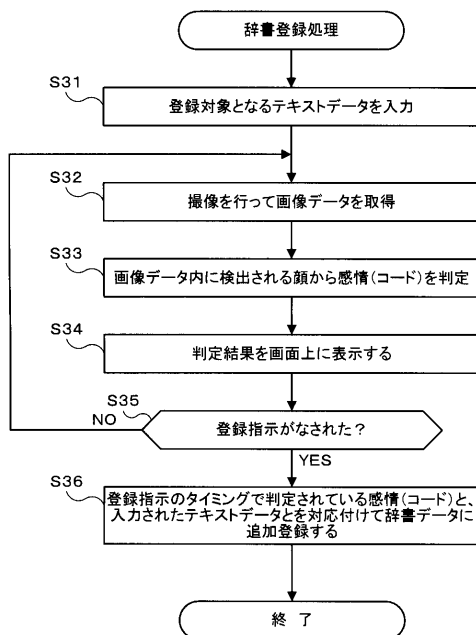 辞書登録処理
S31
登録対象となるテキストデータを入力
S32
撮像を行って画像データを取得
S33
画像データ内に検出される顔から感情(コード)を判定
S34
判定結果を画面上に表示する
S35
NO
登録指示がなされた?
YES
S36
登録指示のタイミングで判定されている感情(コード)と、
入力されたテキストデータとを対応付けて辞書データに
追加登録する
終 了